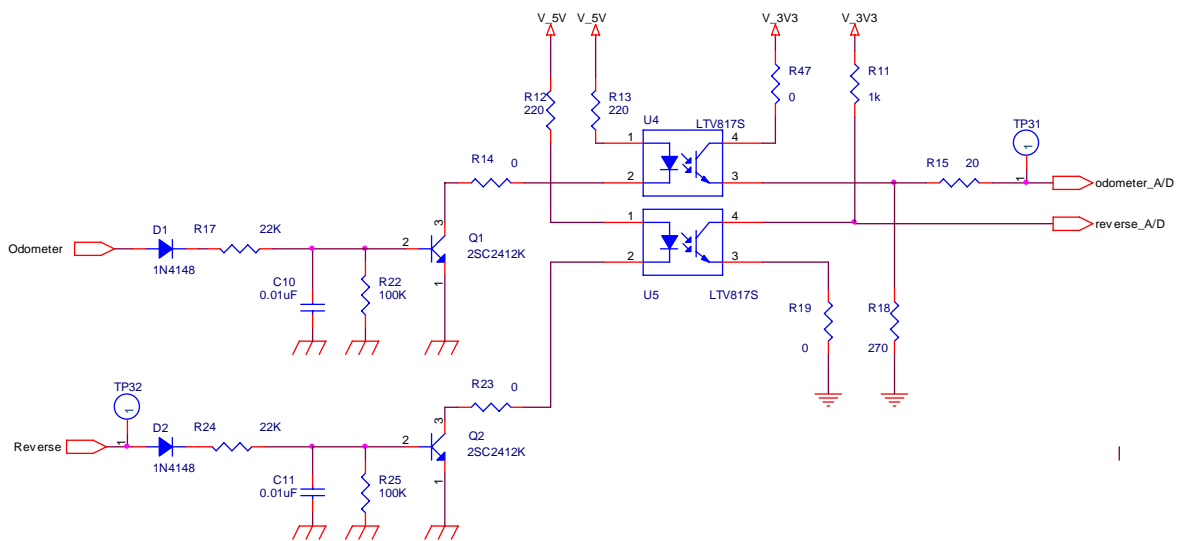 V_5V V_5V V_3V3 V_3V3
R47
0
R11
1k
R12
220
R13
220
U4 LTV817S
1 4
2 3
TP31
1
1
R14 0
R15 20
odometer_A/D
1 4
2 3
reverse_A/D
U5 LTV817S
Odometer
D1
1N4148
R17 22K
2
3
1
Q1
2SC2412K
C10
0.01uF
R22
100K
R19
0
R18
270
R23 0
TP32
1
1
Reverse
D2
1N4148
R24 22K
2
3
1
Q2
2SC2412K
C11
0.01uF
R25
100K